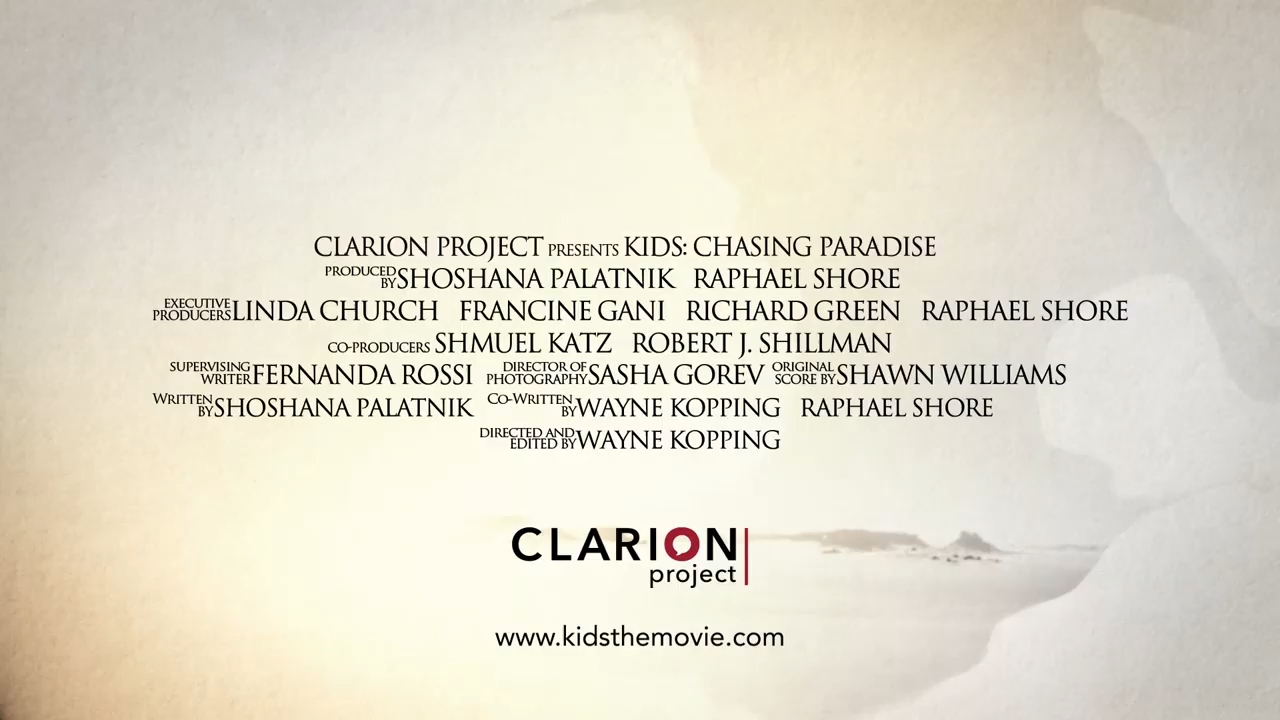 CLARION PROJECT PRESENTS KIDS: CHASING PARADISE
PRODUCED BY SHOSHANA PALATNIK RAPHAEL SHORE
EXECUTIVE PRODUCERS LINDA CHURCH FRANCINE GANI RICHARD GREEN RAPHAEL SHORE
CO-PRODUCERS SHMUEL KATZ ROBERT J. SHILLMAN
SUPERVISING WRITER FERNANDA ROSSI DIRECTOR OF PHOTOGRAPHY SASHA GOREV ORIGINAL SCORE BY SHAWN WILLIAMS
WRITTEN BY SHOSHANA PALATNIK CO-WRITTEN BY WAYNE KOPPING RAPHAEL SHORE
DIRECTED AND EDITED BY WAYNE KOPPING
CLARION
project
www.kidsthemovie.com